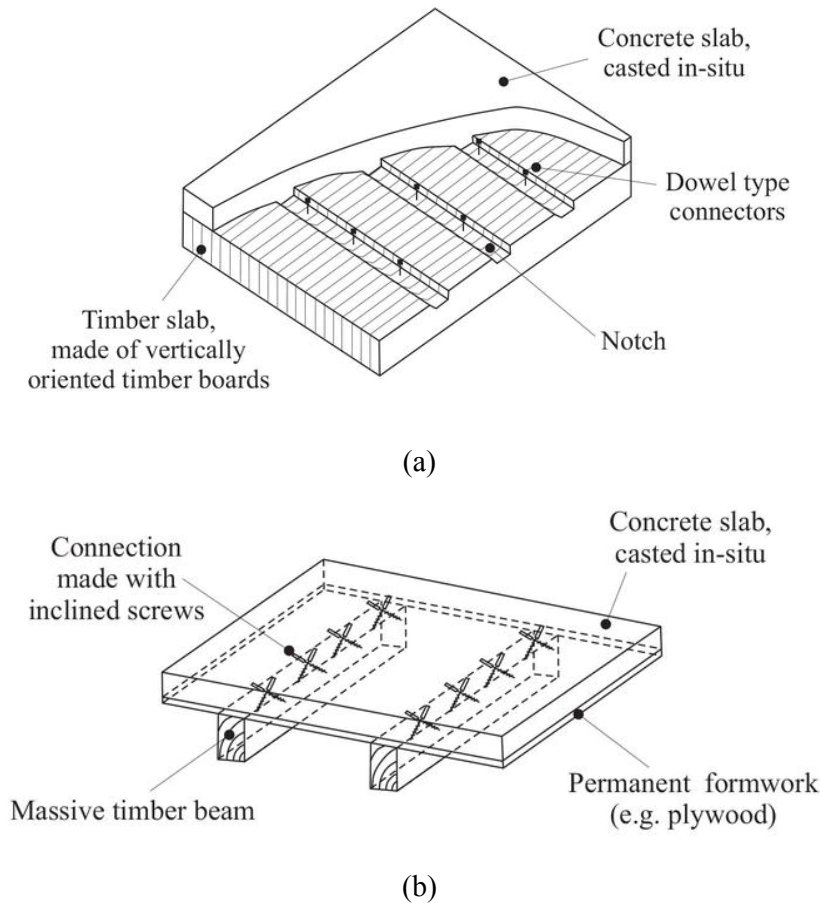 Concrete slab,
casted in-situ
Dowel type
connectors
Timber slab,
made of vertically
oriented timber boards
Notch
(a)
Concrete slab,
casted in-situ
Connection
made with
inclined screws
Massive timber beam
Permanent formwork
(e.g. plywood)
(b)